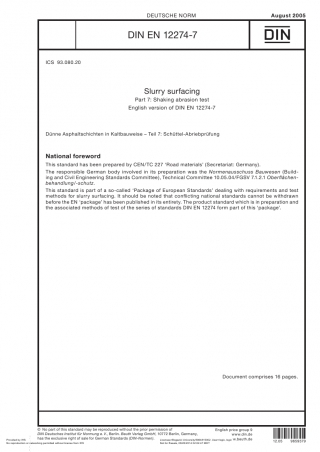 DEUTSCHE NORM
August 2005
DIN EN 12274-7
DIN
ICS 93.080.20
Slurry surfacing
Part 7: Shaking abrasion test
English version of DIN EN 12274-7
Dünne Asphaltschichten in Kaltbauweise – Teil 7: Schüttel-Abriebprüfung
National foreword
This standard has been prepared by CEN/TC 227 ‘Road materials’ (Secretariat: Germany).
The responsible German body involved in its preparation was the Normenausschuss Bauwesen (Build-
ing and Civil Engineering Standards Committee), Technical Committee 10.05.04/FGSV 7.1.2.1 Oberflächen-
behandlung/-schutz.
This standard is part of a so-called ‘Package of European Standards’ dealing with requirements and test
methods for slurry surfacing. It should be noted that conflicting national standards cannot be withdrawn
before the EN ‘package’ has been published in its entirety. The product standard which is in preparation and
the associated methods of test of the series of standards DIN EN 12274 form part of this ‘package’.
Document comprises 16 pages.
© No part of this standard may be reproduced without the prior permission of
DIN Deutsches Institut für Normung e. V., Berlin. Beuth Verlag GmbH, 10772 Berlin, Germany,
has the exclusive right of sale for German Standards (DIN-Normen).
English price group 9
www.din.de
www.beuth.de